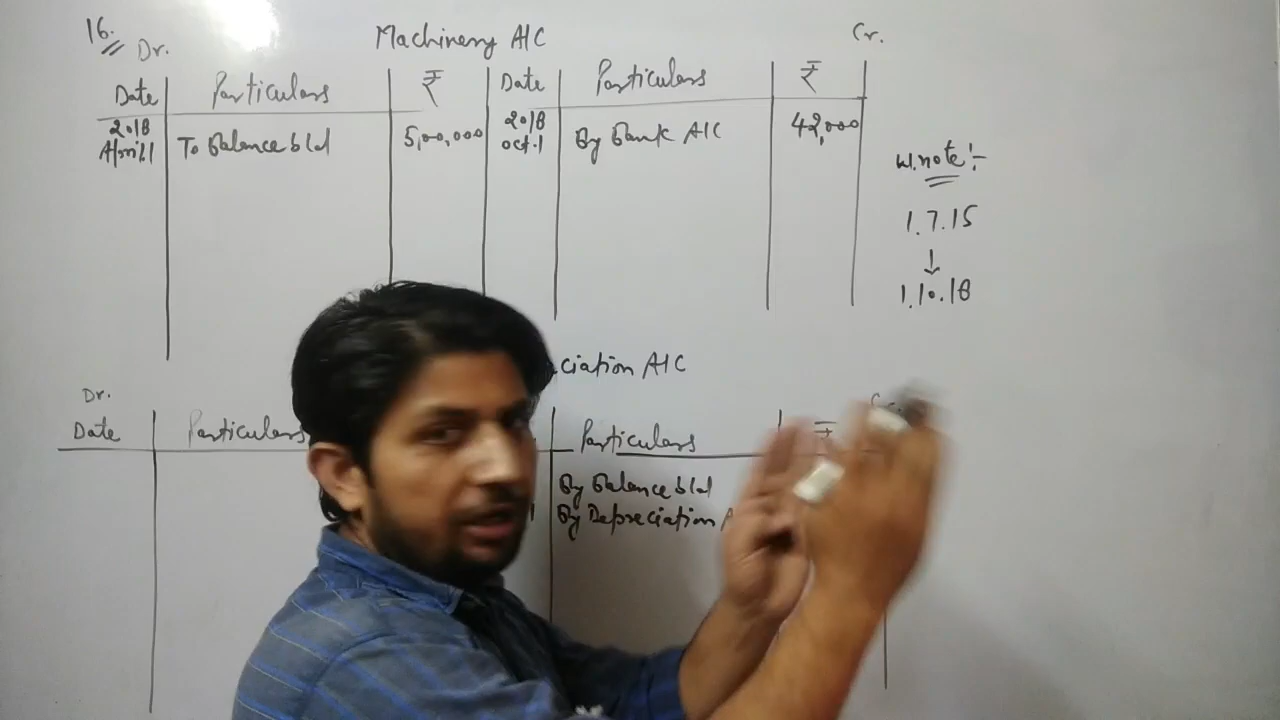 16.
Dr. Machinery A/C Cr.
Date Particulars ₹ Date Particulars ₹
2018 April.1 To Balance b/d 5,00,000 2018 Oct.1 By Bank A/C 42,000
W.note:-
1.7.15
↓
1.10.18
ciation A/C
Dr.
Date Particulars Particulars ₹
By Balance b/d
1 By Depreciation A